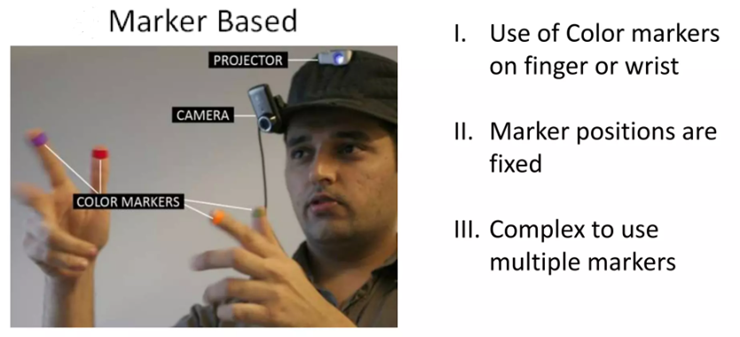 Marker Based
PROJECTOR
CAMERA
COLOR MARKERS
I. Use of Color markers
on finger or wrist
II. Marker positions are
fixed
III. Complex to use
multiple markers